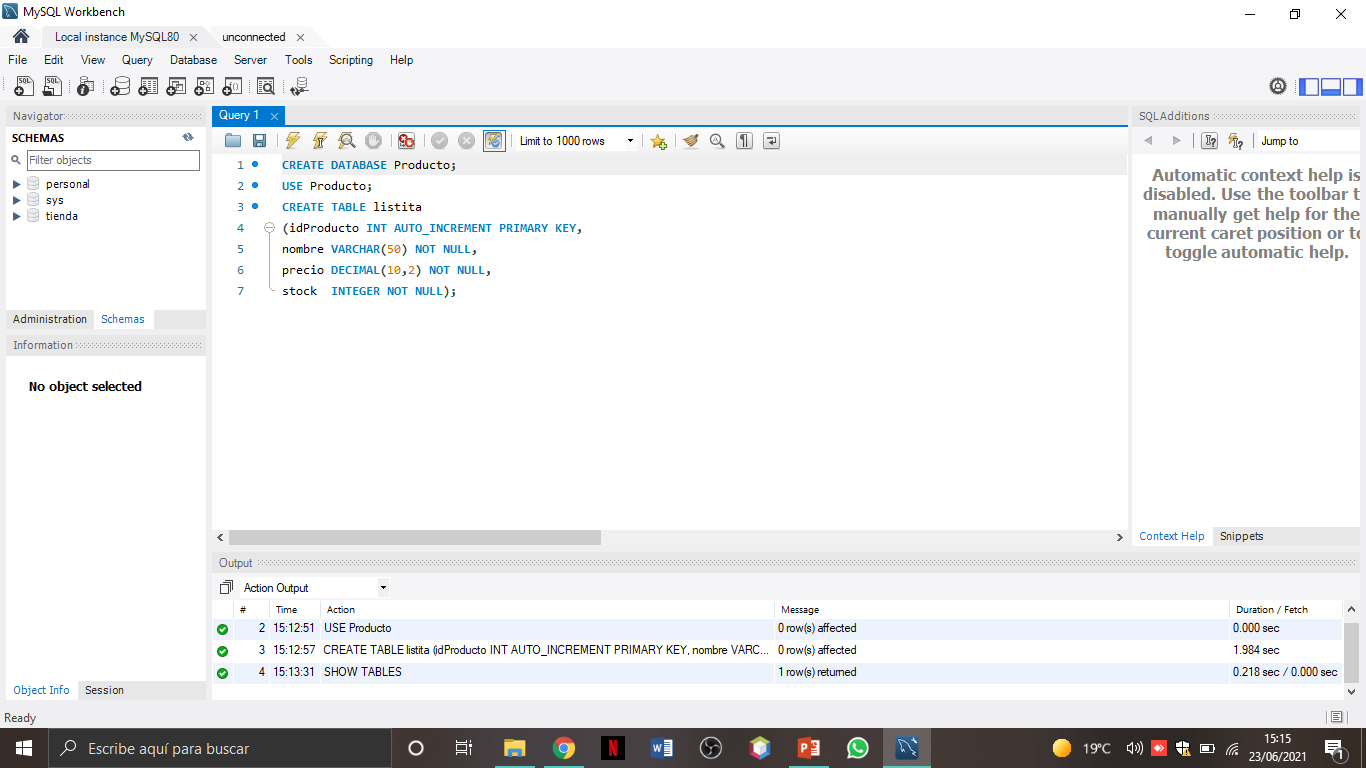 MySQL Workbench
Local instance MySQL80
unconnected
File Edit View Query Database Server Tools Scripting Help
Navigator
SCHEMAS
Filter objects
personal
sys
tienda
Administration Schemas
Information
No object selected
Object Info Session
Query 1
Limit to 1000 rows
1 CREATE DATABASE Producto;
2 USE Producto;
3 CREATE TABLE listita
4 (idProducto INT AUTO_INCREMENT PRIMARY KEY,
5 nombre VARCHAR(50) NOT NULL,
6 precio DECIMAL(10,2) NOT NULL,
7 stock  INTEGER NOT NULL);
SQLAdditions
Jump to
Automatic context help is
disabled. Use the toolbar t
manually get help for the
current caret position or to
toggle automatic help.
Context Help Snippets
Output
Action Output
# Time Action Message Duration / Fetch
2 15:12:51 USE Producto 0 row(s) affected 0.000 sec
3 15:12:57 CREATE TABLE listita (idProducto INT AUTO_INCREMENT PRIMARY KEY, nombre VARC... 0 row(s) affected 1.984 sec
4 15:13:31 SHOW TABLES 1 row(s) returned 0.218 sec / 0.000 sec
Ready
Escribe aquí para buscar
19°C
15:15
23/06/2021
1